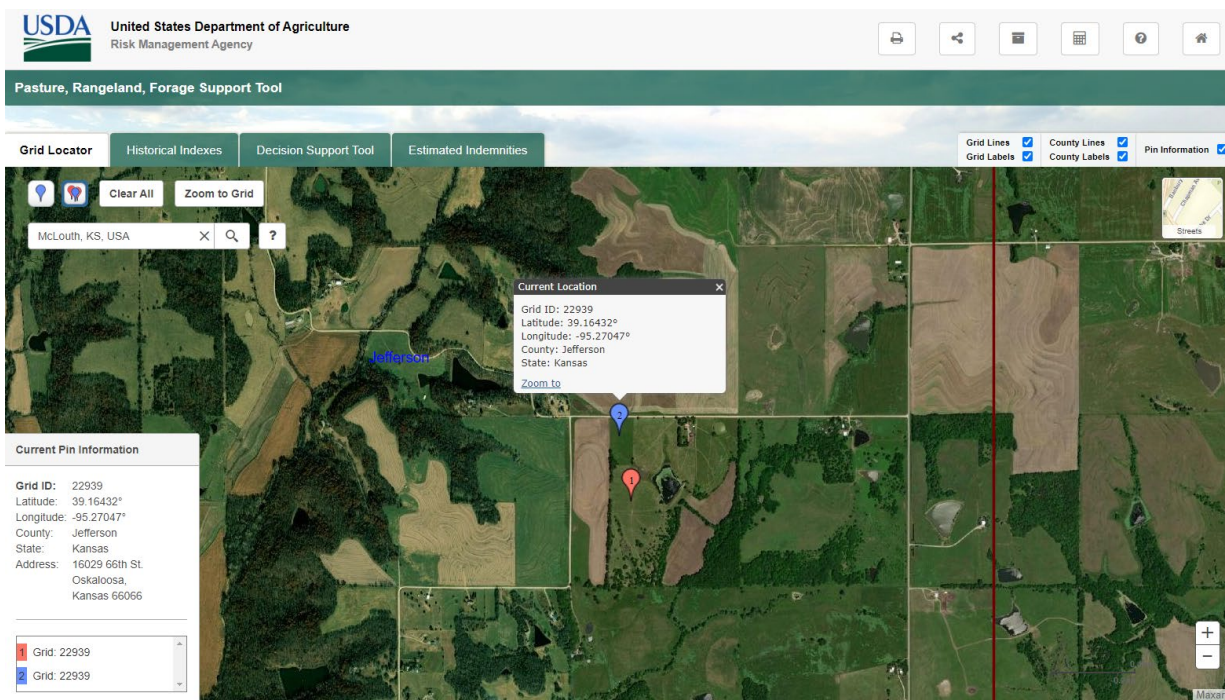 USDA
United States Department of Agriculture
Risk Management Agency
Pasture, Rangeland, Forage Support Tool
Grid Locator
Historical Indexes
Decision Support Tool
Estimated Indemnities
Grid Lines
County Lines
Pin Information
Grid Labels
County Labels
Clear All
Zoom to Grid
McLouth, KS, USA
?
Streets
Current Location
Grid ID: 22939
Latitude: 39.16432°
Longitude: -95.27047°
County: Jefferson
State: Kansas
Zoom to
Jefferson
2
1
Current Pin Information
Grid ID: 22939
Latitude: 39.16432°
Longitude: -95.27047°
County: Jefferson
State: Kansas
Address: 16029 66th St.
Oskaloosa,
Kansas 66066
1 Grid: 22939
2 Grid: 22939
+
−
Maxar